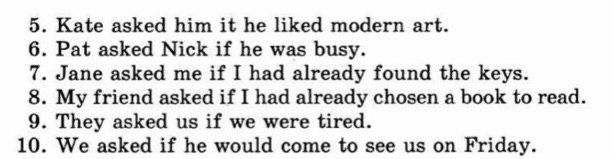 5. Kate asked him it he liked modern art.
6. Pat asked Nick if he was busy.
7. Jane asked me if I had already found the keys.
8. My friend asked if I had already chosen a book to read.
9. They asked us if we were tired.
10. We asked if he would come to see us on Friday.